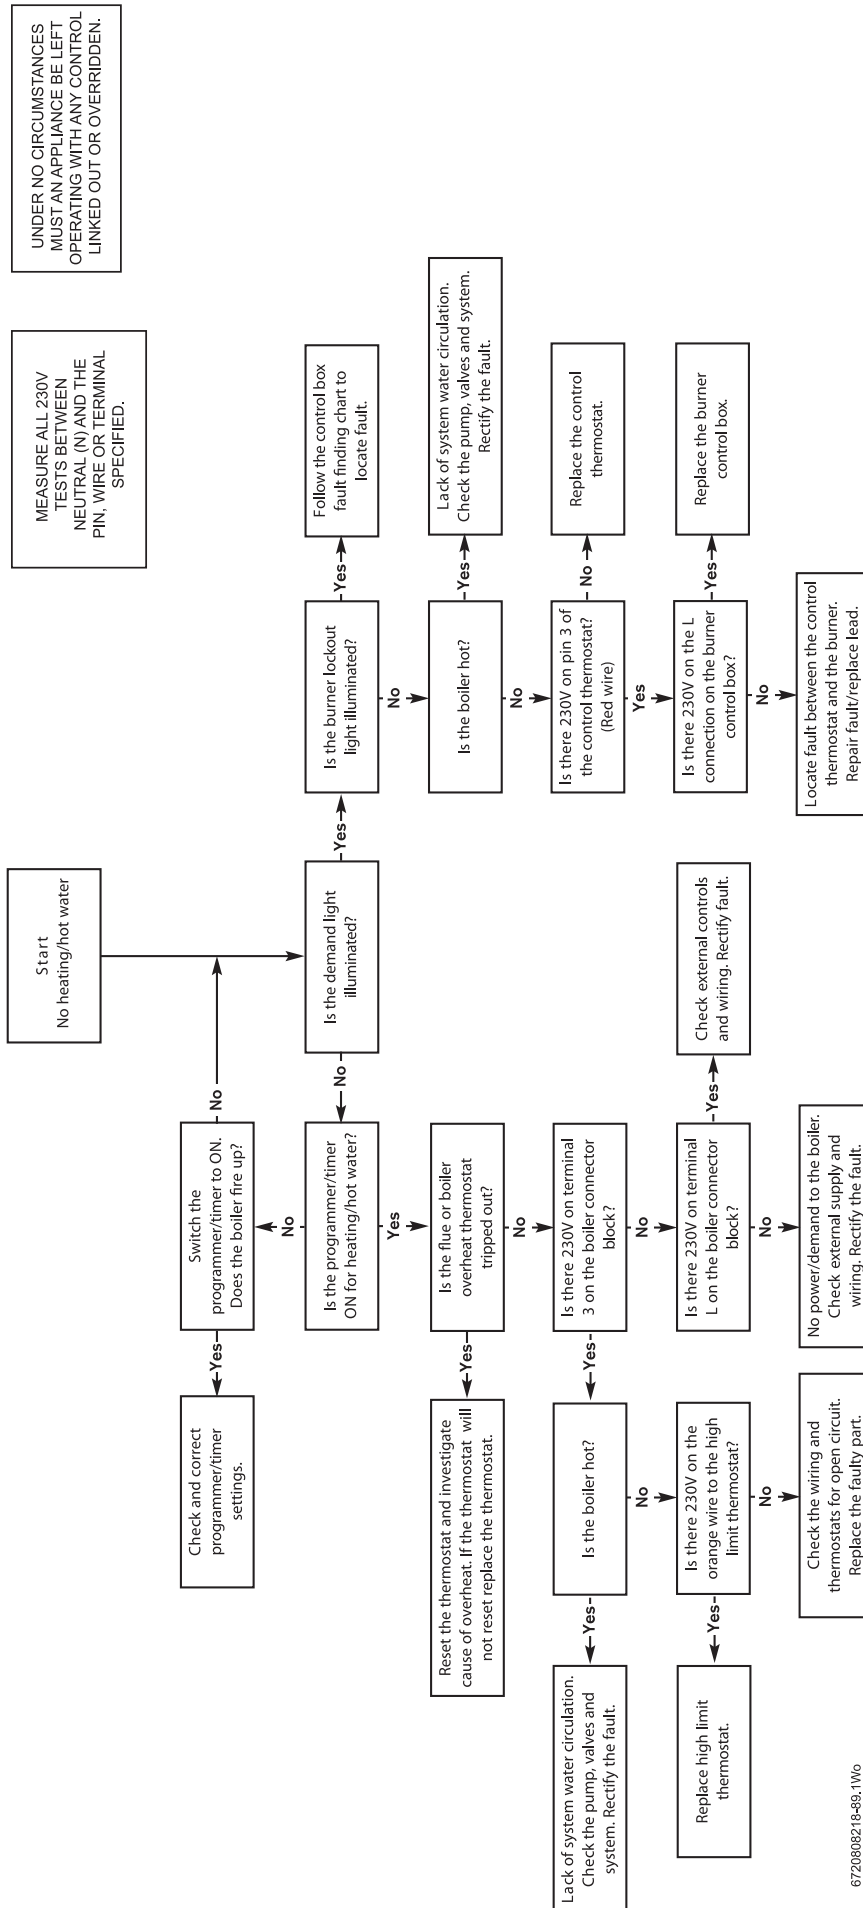 UNDER NO CIRCUMSTANCES
MUST AN APPLIANCE BE LEFT
OPERATING WITH ANY CONTROL
LINKED OUT OR OVERRIDDEN.
MEASURE ALL 230V
TESTS BETWEEN
NEUTRAL (N) AND THE
PIN, WIRE OR TERMINAL
SPECIFIED.
Start
No heating/hot water
Is the demand light
illuminated?
Yes
Is the burner lockout
light illuminated?
Yes
Follow the control box
fault finding chart to
locate fault.
No
Is the boiler hot?
Yes
Lack of system water circulation.
Check the pump, valves and system.
Rectify the fault.
No
Is there 230V on pin 3 of
the control thermostat?
(Red wire)
No
Replace the control
thermostat.
Yes
Is there 230V on the L
connection on the burner
control box?
Yes
Replace the burner
control box.
No
Locate fault between the control
thermostat and the burner.
Repair fault/replace lead.
No
Is the programmer/timer
ON for heating/hot water?
No
Switch the
programmer/timer to ON.
Does the boiler fire up?
No
Yes
Check and correct
programmer/timer
settings.
Yes
Is the flue or boiler
overheat thermostat
tripped out?
Yes
Reset the thermostat and investigate
cause of overheat. If the thermostat will
not reset replace the thermostat.
No
Is there 230V on terminal
3 on the boiler connector
block?
Yes
Is the boiler hot?
Yes
Lack of system water circulation.
Check the pump, valves and
system. Rectify the fault.
No
Is there 230V on the
orange wire to the high
limit thermostat?
Yes
Replace high limit
thermostat.
No
Check the wiring and
thermostats for open circuit.
Replace the faulty part.
No
Is there 230V on terminal
L on the boiler connector
block?
Yes
Check external controls
and wiring. Rectify fault.
No
No power/demand to the boiler.
Check external supply and
wiring. Rectify the fault.
6720808218-89.1Wo